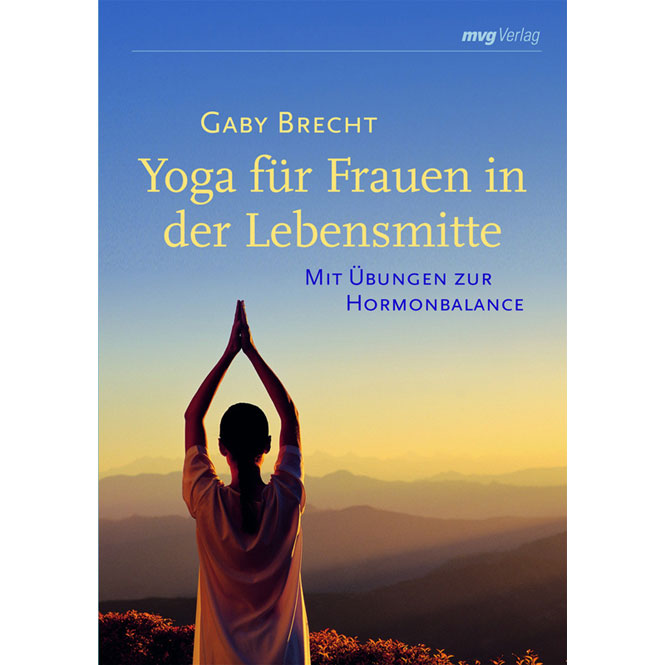 mvg Verlag
Gaby Brecht
Yoga für Frauen in
der Lebensmitte
Mit Übungen zur
Hormonbalance